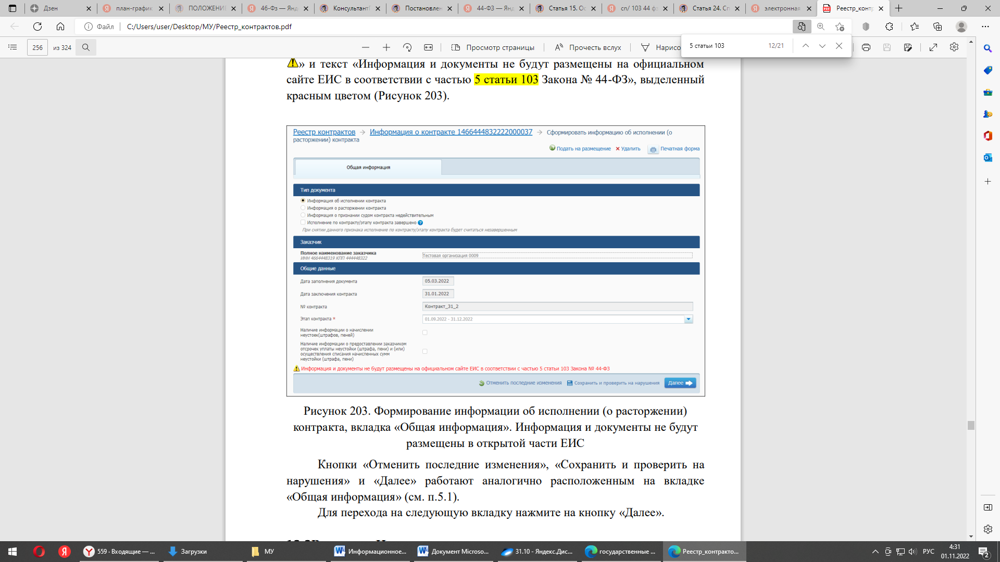 Дзен
план-график
ПОЛОЖЕНИЕ
46-Фз — Янд
Консультант
Постановлен
44-ФЗ — Янд
Статья 15. Ос
сп/ 103 44 фз
Статья 24. Сп
электронная
Реестр_контр
Файл
C:/Users/user/Desktop/МУ/Реестр_контрактов.pdf
256 из 324
Просмотр страницы
Прочесть вслух
Нарисо
5 статьи 103 12/21
» и текст «Информация и документы не будут размещены на официальном
сайте ЕИС в соответствии с частью 5 статьи 103 Закона № 44-ФЗ», выделенный
красным цветом (Рисунок 203).
Реестр контрактов → Информация о контракте 1466444832222000037 → Сформировать информацию об исполнении (о
расторжении) контракта
Подать на размещение Удалить Печатная форма
Общая информация
Тип документа
Информация об исполнении контракта
Информация о расторжении контракта
Информация о признании судом контракта недействительным
Исполнение по контракту/этапу контракта завершено ?
При снятии данного признака исполнение по контракту/этапу контракта будет считаться незавершенным
Заказчик
Полное наименование заказчика
ИНН 4664448319 КПП 444448322
Тестовая организация 0009
Общие данные
Дата заполнения документа 05.03.2022
Дата заключения контракта 31.01.2022
№ контракта Контракт_31_2
Этап контракта * 01.09.2022 - 31.12.2022
Наличие информации о начислении
неустоек(штрафов, пеней)
Наличие информации о предоставлении заказчиком
отсрочек уплаты неустойки (штрафа, пени) и (или)
осуществления списания начисленных сумм
неустойки (штрафа, пени)
Информация и документы не будут размещены на официальном сайте ЕИС в соответствии с частью 5 статьи 103 Закона № 44-ФЗ
Отменить последние изменения Сохранить и проверить на нарушения Далее
Рисунок 203. Формирование информации об исполнении (о расторжении)
контракта, вкладка «Общая информация». Информация и документы не будут
размещены в открытой части ЕИС
Кнопки «Отменить последние изменения», «Сохранить и проверить на
нарушения» и «Далее» работают аналогично расположенным на вкладке
«Общая информация» (см. п.5.1).
Для перехода на следующую вкладку нажмите на кнопку «Далее».
559 · Входящие — ...
Загрузки
МУ
Информационное...
Документ Microso...
31.10 - Яндекс.Дис...
государственные ...
Реестр_контракто...
РУС
4:31
01.11.2022
2